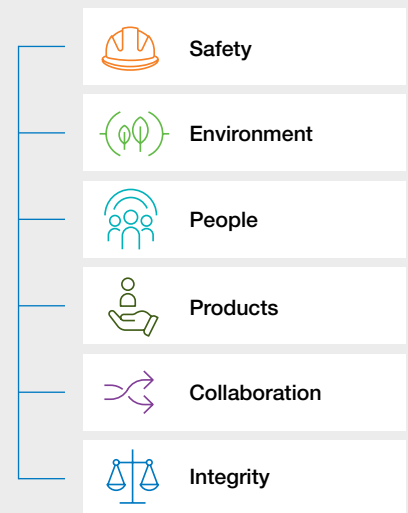 Safety
Environment
People
Products
Collaboration
Integrity